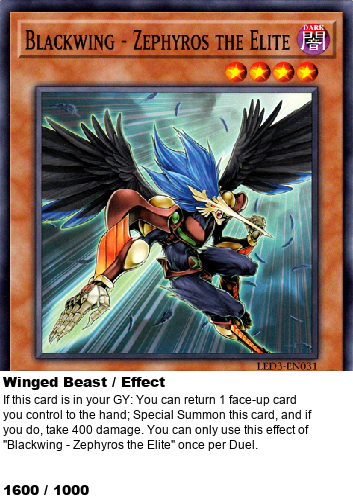 Blackwing - Zephyros the Elite
DARK
闇
LED3-EN031
Winged Beast / Effect
If this card is in your GY: You can return 1 face-up card
you control to the hand; Special Summon this card, and if
you do, take 400 damage. You can only use this effect of
"Blackwing - Zephyros the Elite" once per Duel.
1600 / 1000